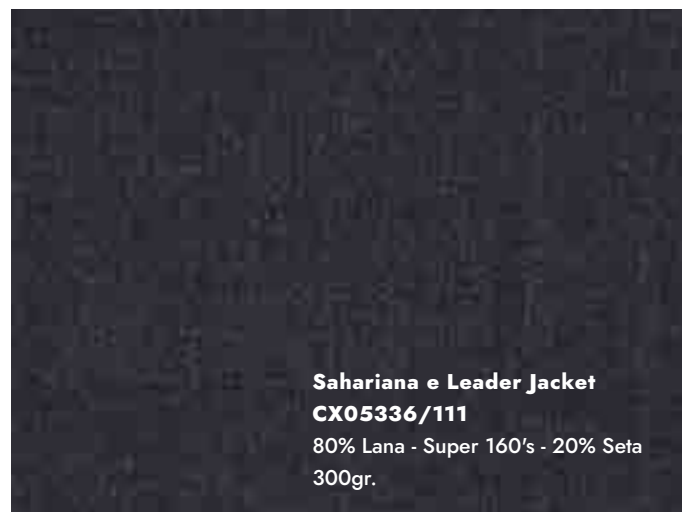 Sahariana e Leader Jacket
CX05336/111
80% Lana - Super 160's - 20% Seta
300gr.